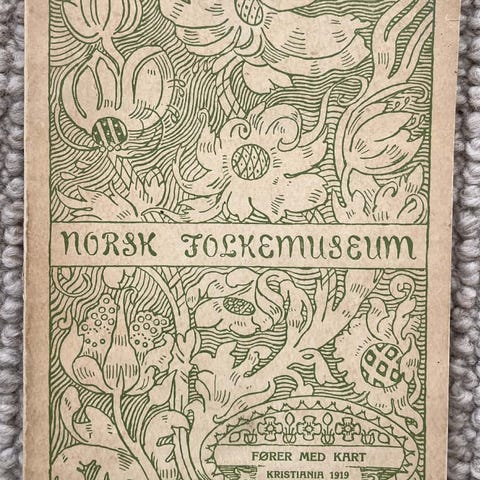 NORSK FOLKEMUSEUM
FØRER MED KART
KRISTIANIA 1919